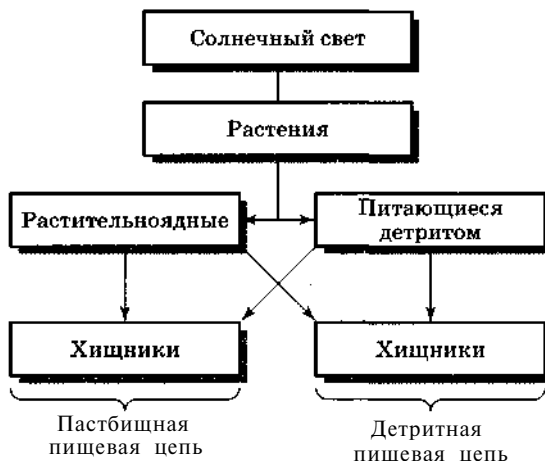 Солнечный свет
Растения
Растительноядные
Питающиеся
детритом
Хищники
Хищники
Пастбищная
пищевая цепь
Детритная
пищевая цепь